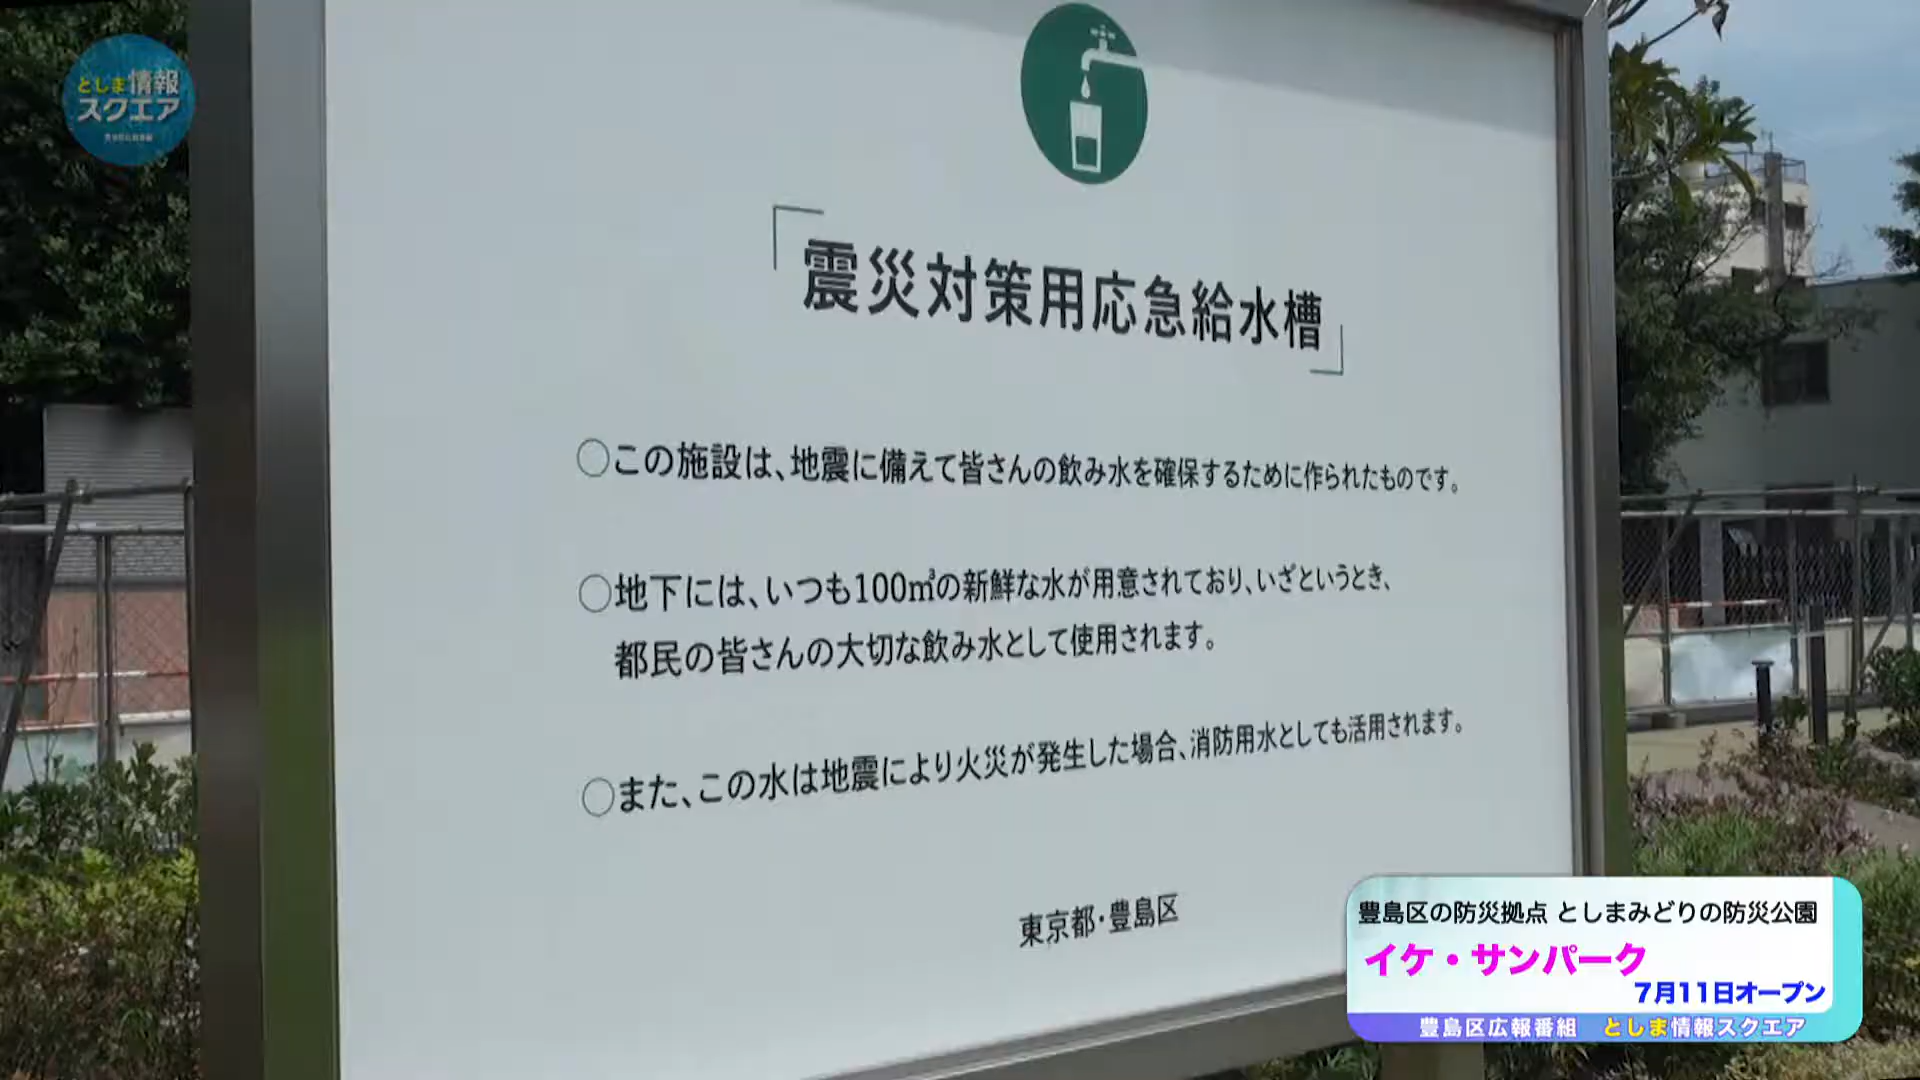 としま情報
スクエア
「震災対策用応急給水槽」
○この施設は、地震に備えて皆さんの飲み水を確保するために作られたものです。
○地下には、いつも100㎥の新鮮な水が用意されており、いざというとき、
都民の皆さんの大切な飲み水として使用されます。
○また、この水は地震により火災が発生した場合、消防用水としても活用されます。
東京都・豊島区
豊島区の防災拠点 としまみどりの防災公園
イケ・サンパーク
7月11日オープン
豊島区広報番組 としま情報スクエア